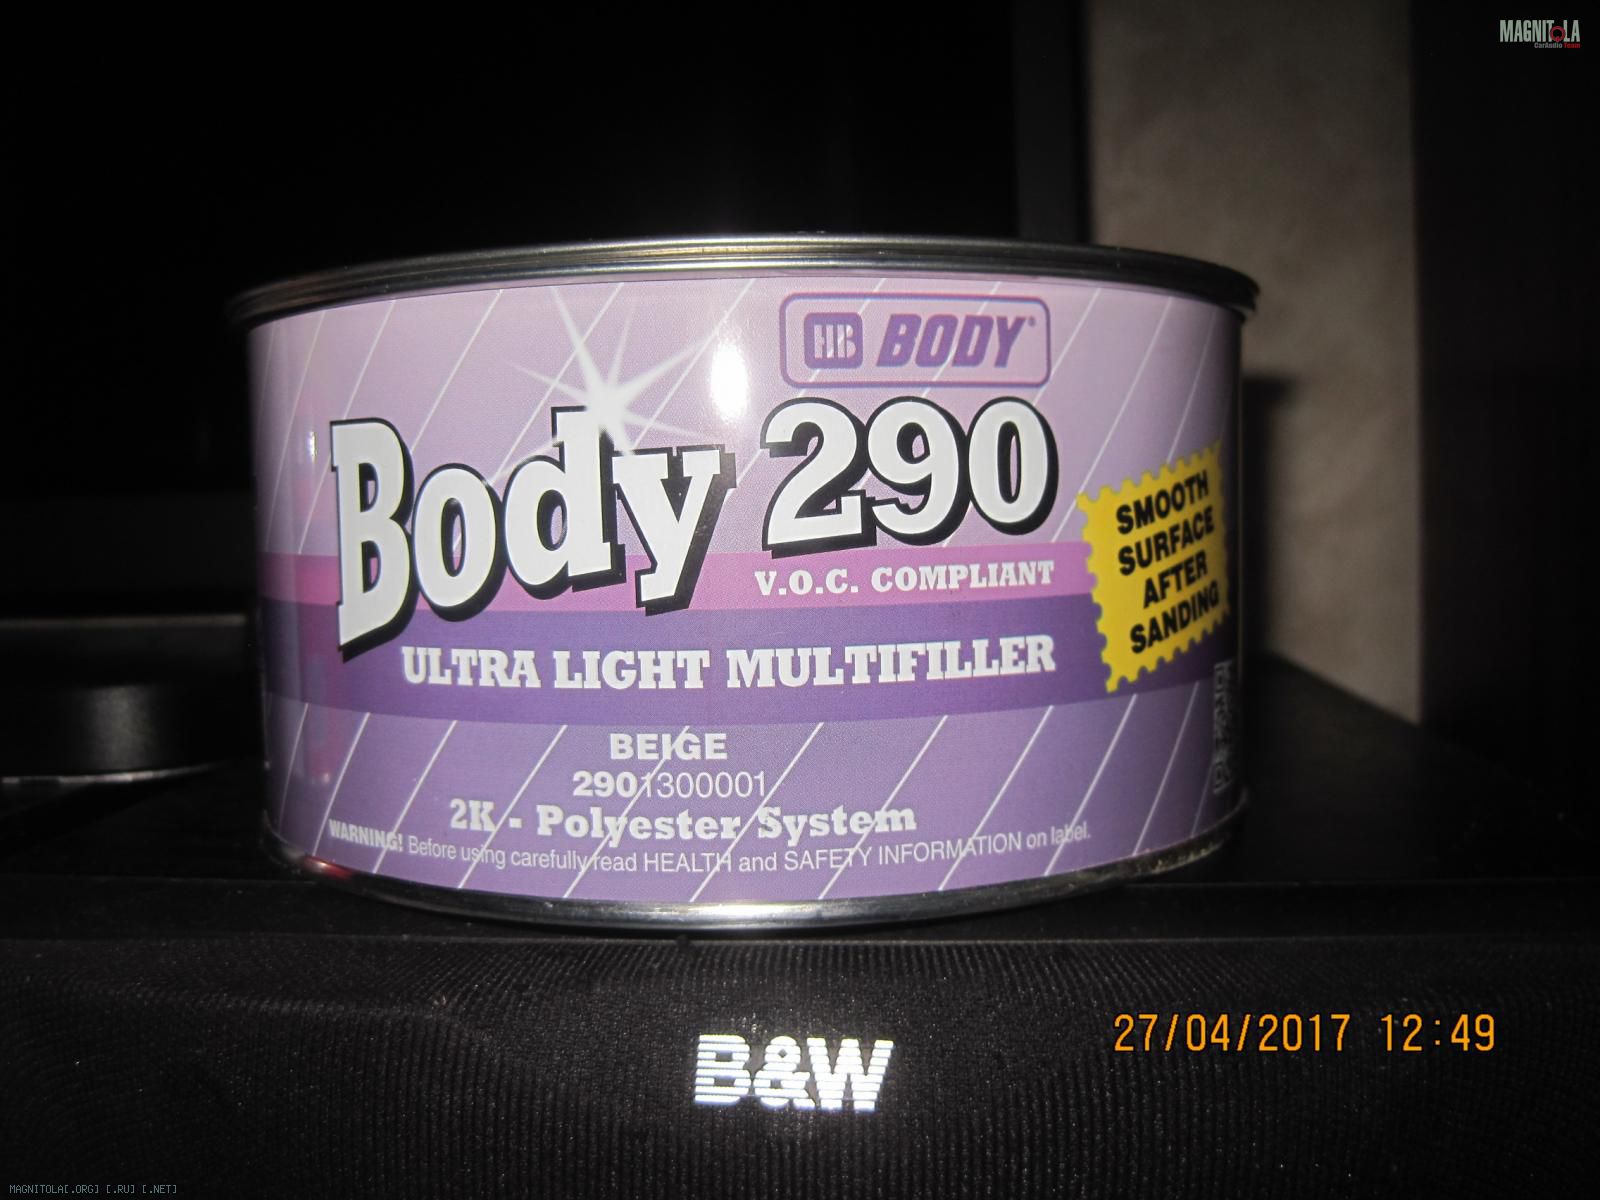 MAGNITOLA
CarAudio Team
HB BODY®
Body 290
V.O.C. COMPLIANT
ULTRA LIGHT MULTIFILLER
SMOOTH
SURFACE
AFTER
SANDING
BEIGE
2901300001
2K - Polyester System
WARNING! Before using carefully read HEALTH and SAFETY INFORMATION on label.
B&W
27/04/2017 12:49
MAGNITOLA[.ORG] [.RU] [.NET]